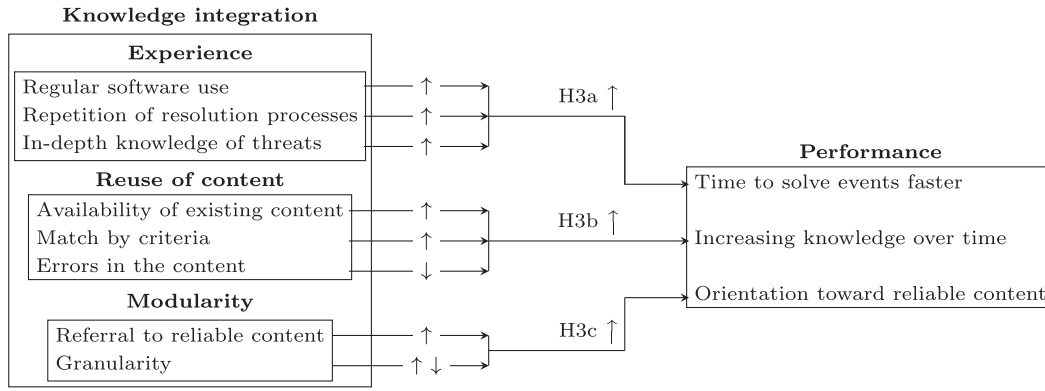 Knowledge integration
Experience
Regular software use ↑
Repetition of resolution processes ↑
In-depth knowledge of threats ↑
H3a ↑
Reuse of content
Availability of existing content ↑
Match by criteria ↑
Errors in the content ↓
H3b ↑
Modularity
Referral to reliable content ↑
Granularity ↑ ↓
H3c ↑
Performance
Time to solve events faster
Increasing knowledge over time
Orientation toward reliable content